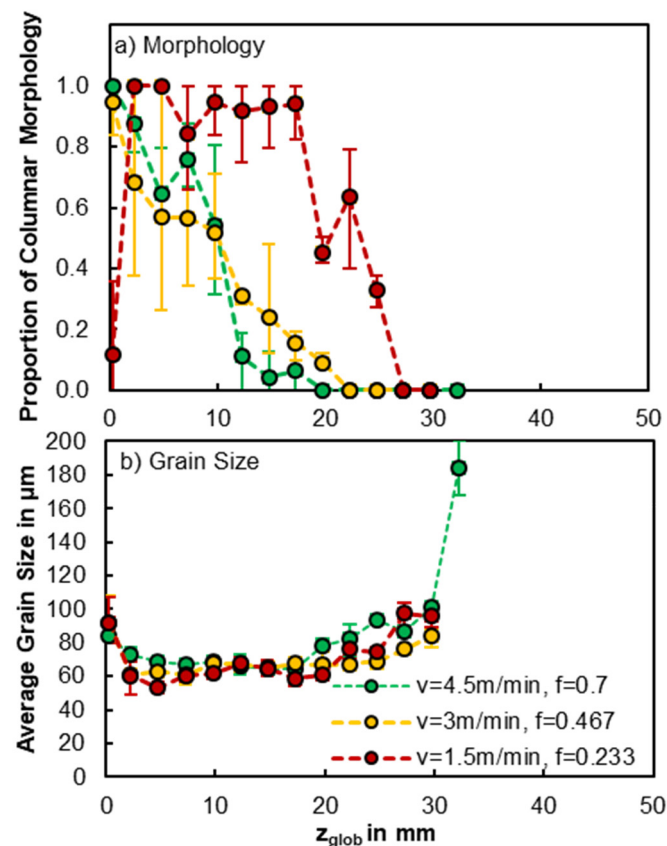 a) Morphology
Proportion of Columnar Morphology
1.0
0.8
0.6
0.4
0.2
0.0
0 10 20 30 40 50
b) Grain Size
Average Grain Size in µm
200
180
160
140
120
100
80
60
40
20
0
v=4.5m/min, f=0.7
v=3m/min, f=0.467
v=1.5m/min, f=0.233
0 10 20 30 40 50
z_glob in mm